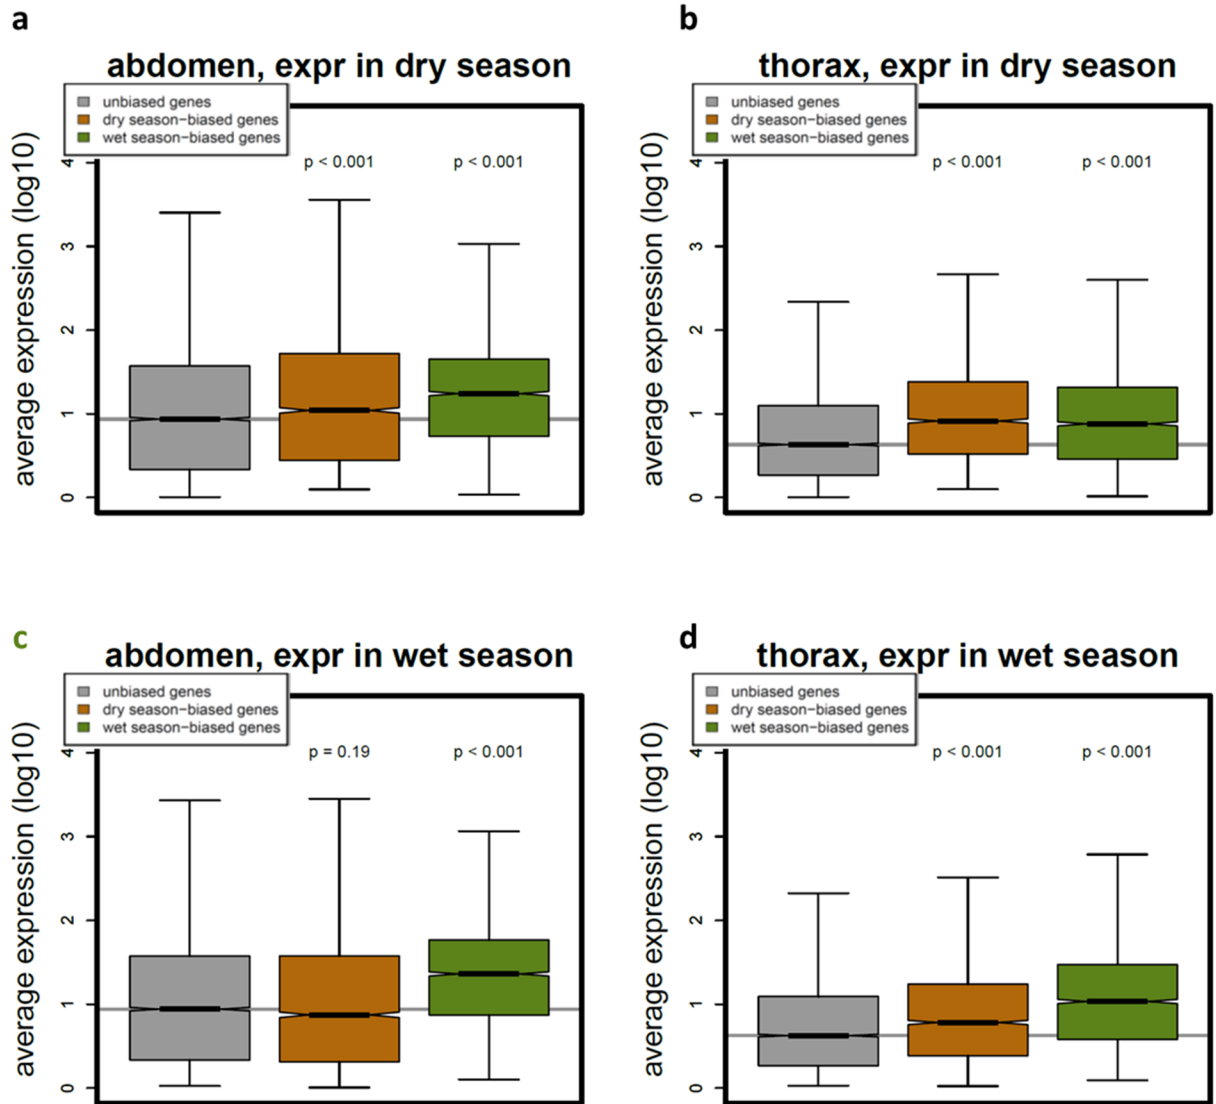 a
abdomen, expr in dry season
unbiased genes
dry season−biased genes
wet season−biased genes
average expression (log10)
4
3
2
1
0
p < 0.001
p < 0.001
b
thorax, expr in dry season
unbiased genes
dry season−biased genes
wet season−biased genes
average expression (log10)
4
3
2
1
0
p < 0.001
p < 0.001
c
abdomen, expr in wet season
unbiased genes
dry season−biased genes
wet season−biased genes
average expression (log10)
4
3
2
1
0
p = 0.19
p < 0.001
d
thorax, expr in wet season
unbiased genes
dry season−biased genes
wet season−biased genes
average expression (log10)
4
3
2
1
0
p < 0.001
p < 0.001